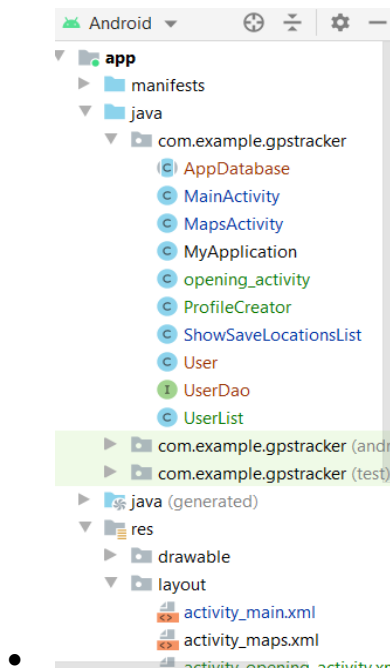 Android
app
manifests
java
com.example.gpstracker
AppDatabase
MainActivity
MapsActivity
MyApplication
opening_activity
ProfileCreator
ShowSaveLocationsList
User
UserDao
UserList
com.example.gpstracker (andr
com.example.gpstracker (test)
java (generated)
res
drawable
layout
activity_main.xml
activity_maps.xml
activity_opening_activity.x